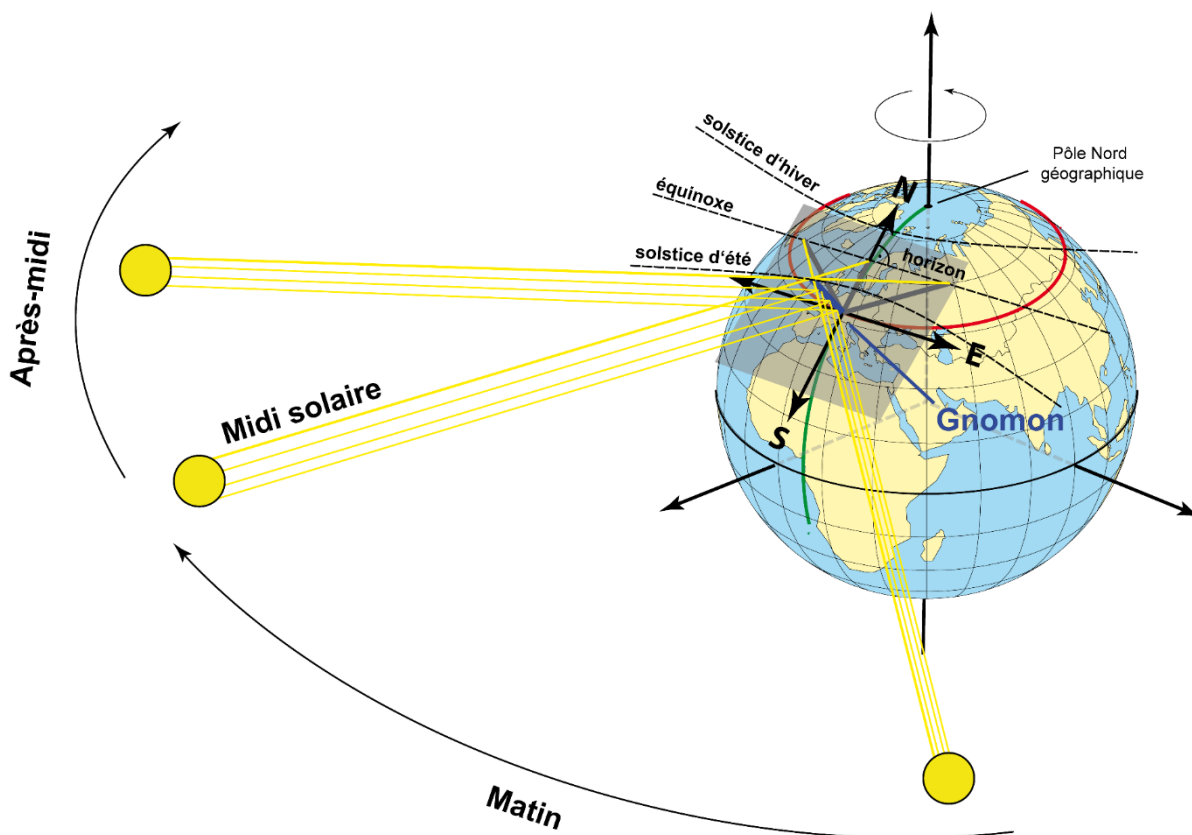 solstice d'hiver
Pôle Nord
géographique
équinoxe
N
solstice d'été
horizon
Après-midi
E
Midi solaire
Gnomon
S
Matin